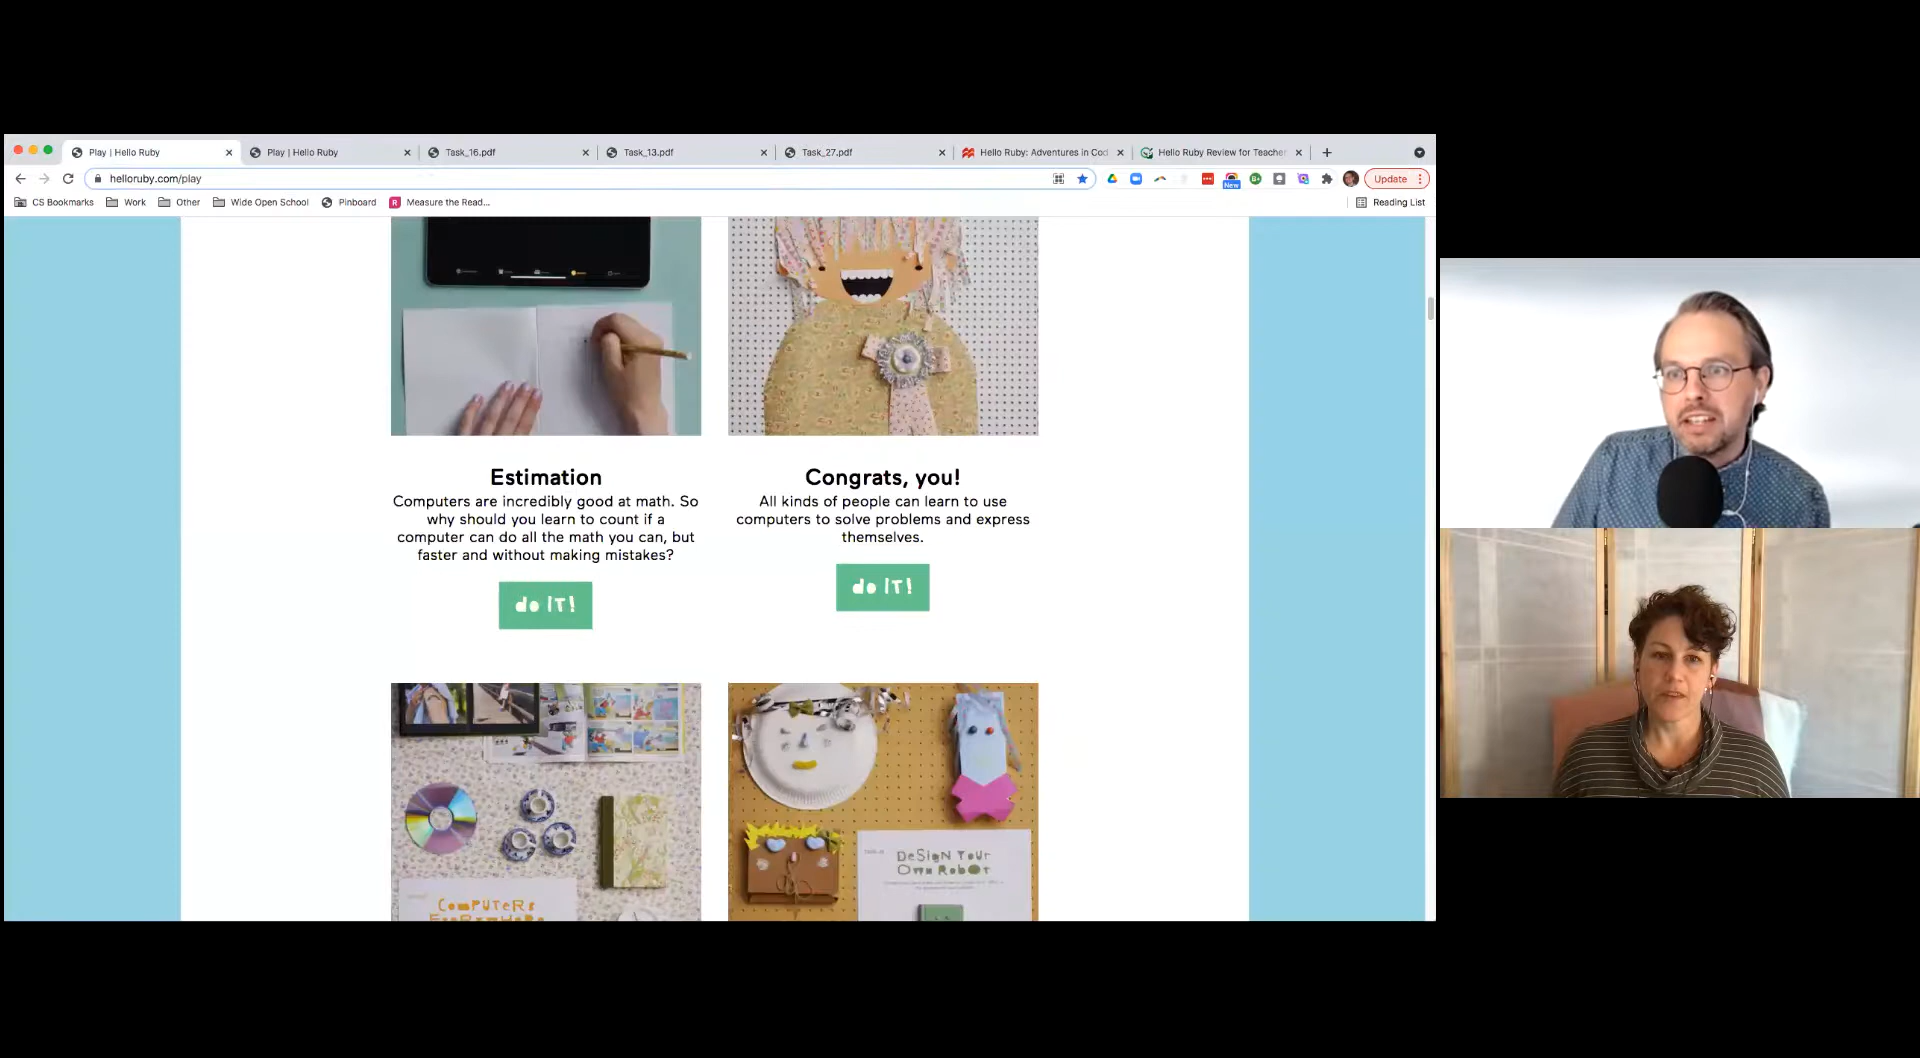 Play | Hello Ruby
Play | Hello Ruby
Task_16.pdf
Task_13.pdf
Task_27.pdf
Hello Ruby: Adventures in Cod
Hello Ruby Review for Teacher
helloruby.com/play
New
Update
CS Bookmarks
Work
Other
Wide Open School
Pinboard
R
Measure the Read...
Reading List
Estimation
Computers are incredibly good at math. So
why should you learn to count if a
computer can do all the math you can, but
faster and without making mistakes?
do IT!
Congrats, you!
All kinds of people can learn to use
computers to solve problems and express
themselves.
do IT!
COMPUTERS
DESIGN YOUR
OWN ROBOT